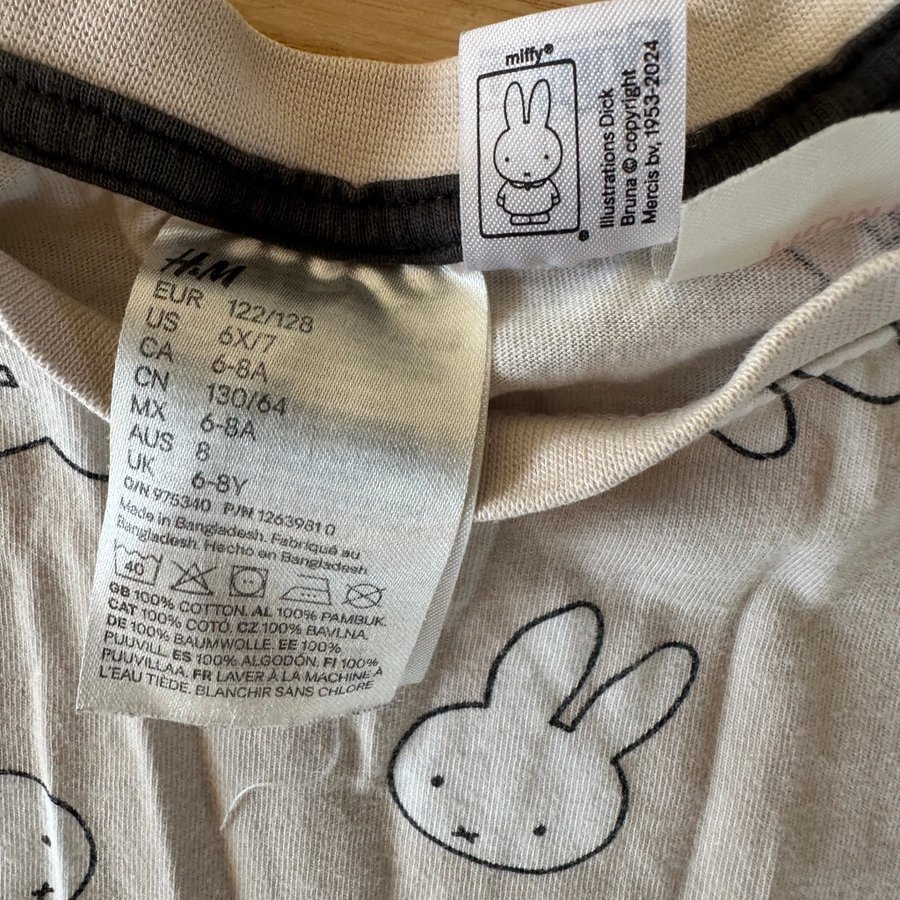 miffy®
Illustrations Dick
Bruna © copyright
Mercis bv, 1953-2024
H&M
EUR 122/128
US 6X/7
CA 6-8A
CN 130/64
MX 6-8A
AUS 8
UK 6-8Y
O/N 975340 P/N 1263981 0
Made in Bangladesh. Fabriqué au
Bangladesh. Hecho en Bangladesh.
40
GB 100% COTTON. AL 100% PAMBUK.
CAT 100% COTÓ. CZ 100% BAVLNA.
DE 100% BAUMWOLLE. EE 100%
PUUVILL. ES 100% ALGODÓN. FI 100%
PUUVILLAA. FR LAVER À LA MACHINE À
L'EAU TIÈDE. BLANCHIR SANS CHLORE